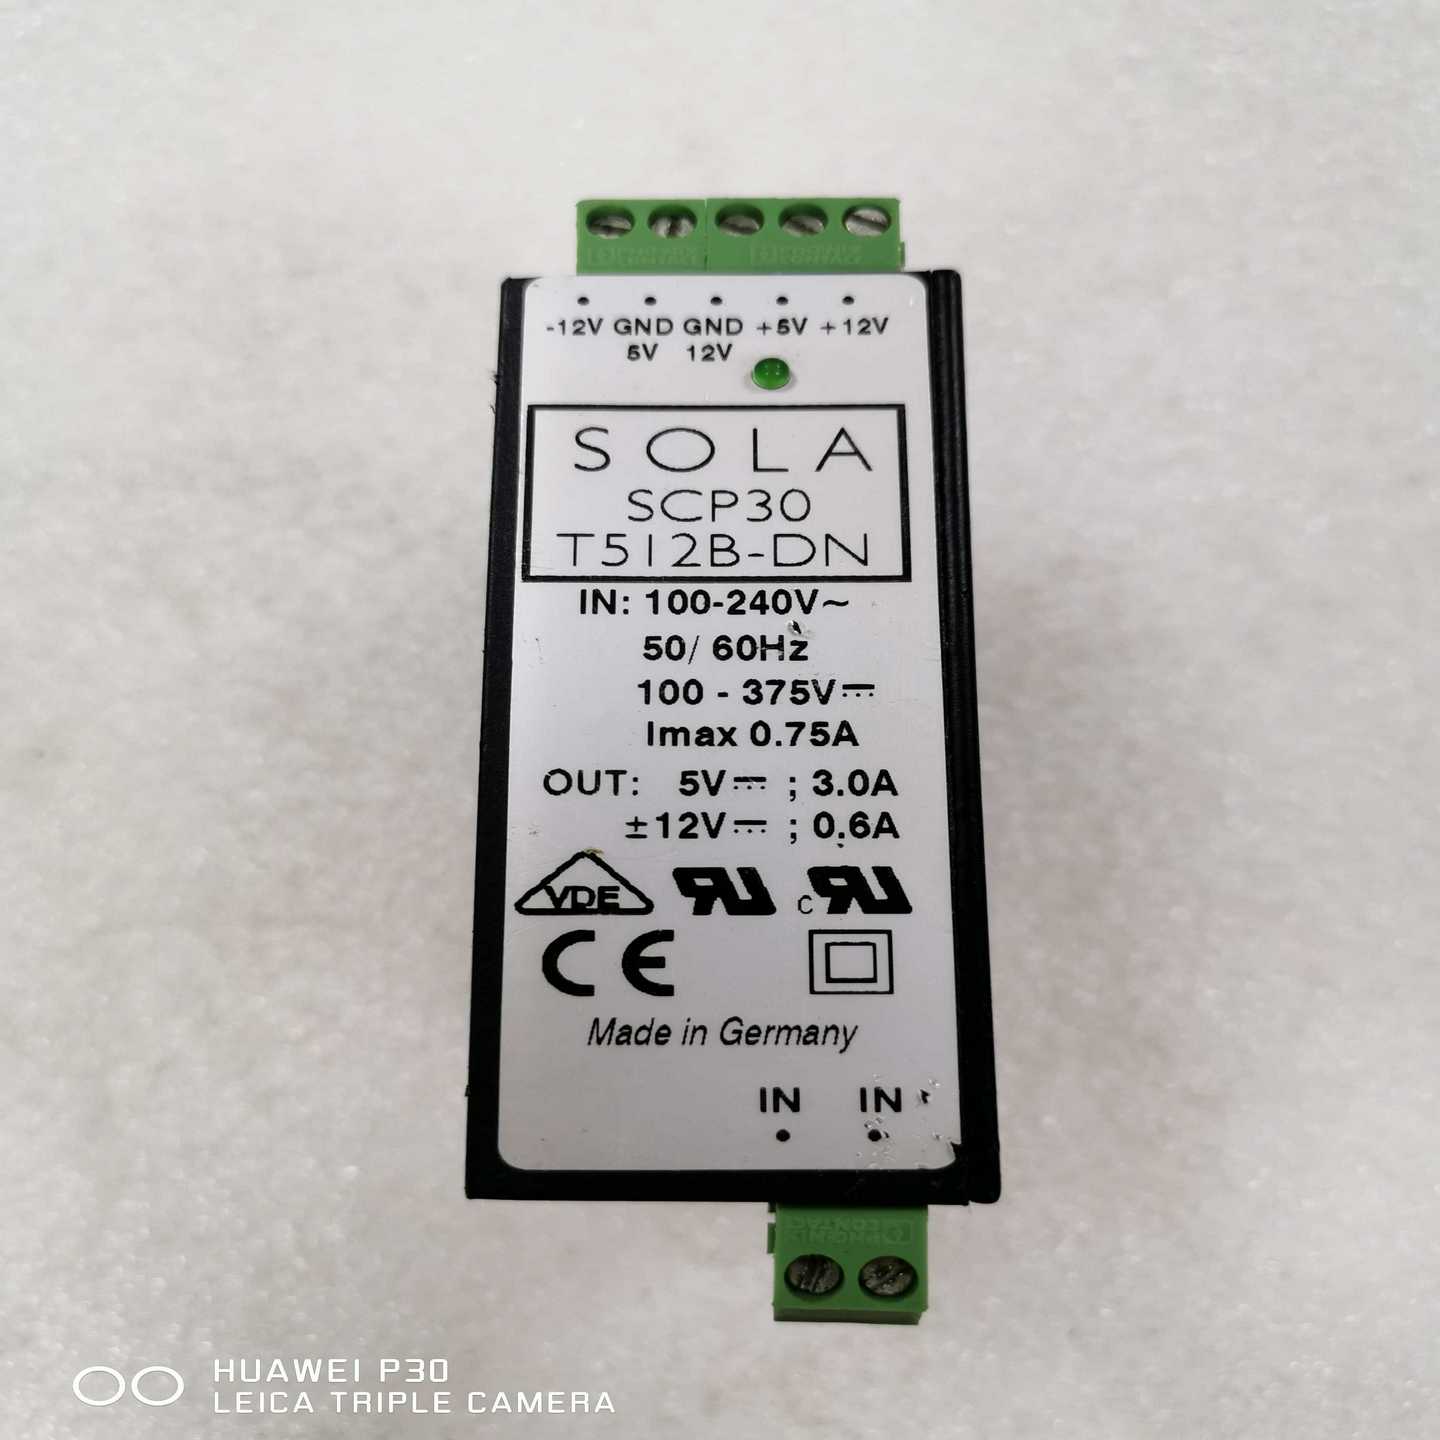 -12V GND GND +5V +12V
5V 12V
SOLA
SCP30
T512B-DN
IN: 100-240V~
50/ 60Hz
100 - 375V⎓
Imax 0.75A
OUT: 5V⎓ ; 3.0A
±12V⎓ ; 0.6A
VDE
c
CE
Made in Germany
IN IN
PHOENIX
CONTACT
HUAWEI P30
LEICA TRIPLE CAMERA